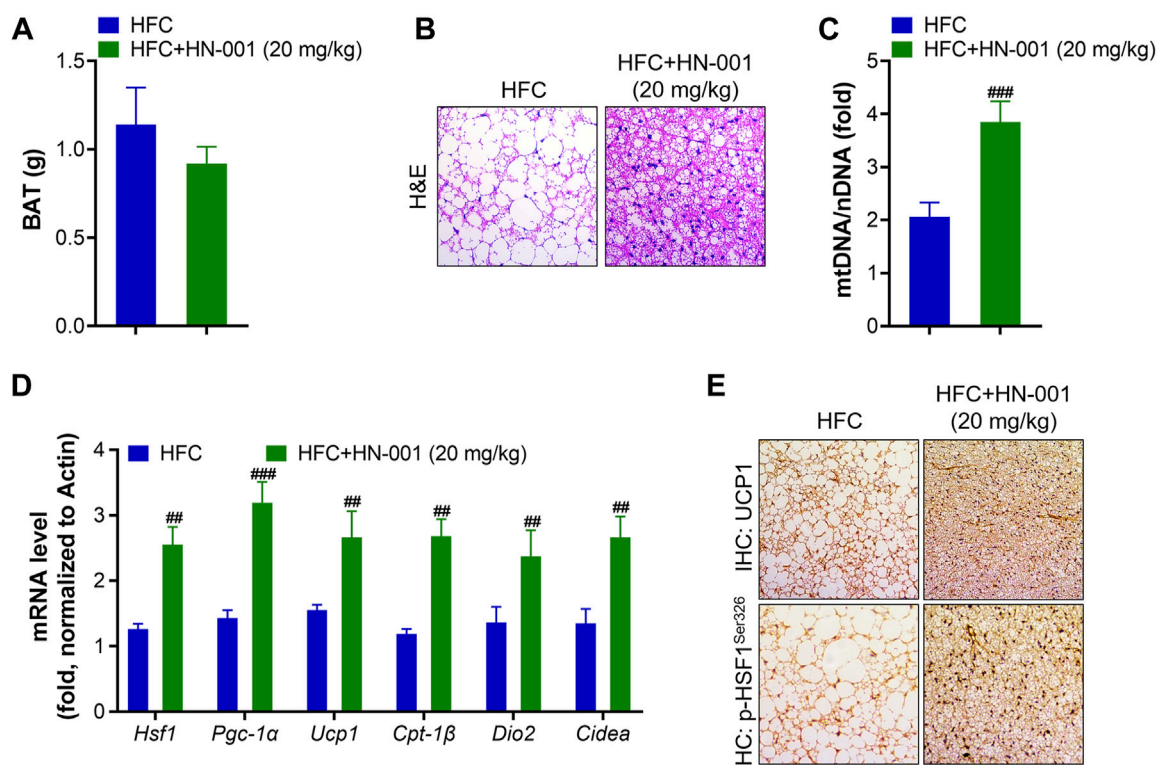 A
HFC
HFC+HN-001 (20 mg/kg)
BAT (g)
1.5
1.0
0.5
0.0
B
HFC
HFC+HN-001
(20 mg/kg)
H&E
C
HFC
HFC+HN-001 (20 mg/kg)
mtDNA/nDNA (fold)
5
4
3
2
1
0
###
D
HFC
HFC+HN-001 (20 mg/kg)
mRNA level
(fold, normalized to Actin)
4
3
2
1
0
##
###
##
##
##
##
Hsf1
Pgc-1α
Ucp1
Cpt-1β
Dio2
Cidea
E
HFC
HFC+HN-001
(20 mg/kg)
IHC: UCP1
HC: p-HSF1Ser326